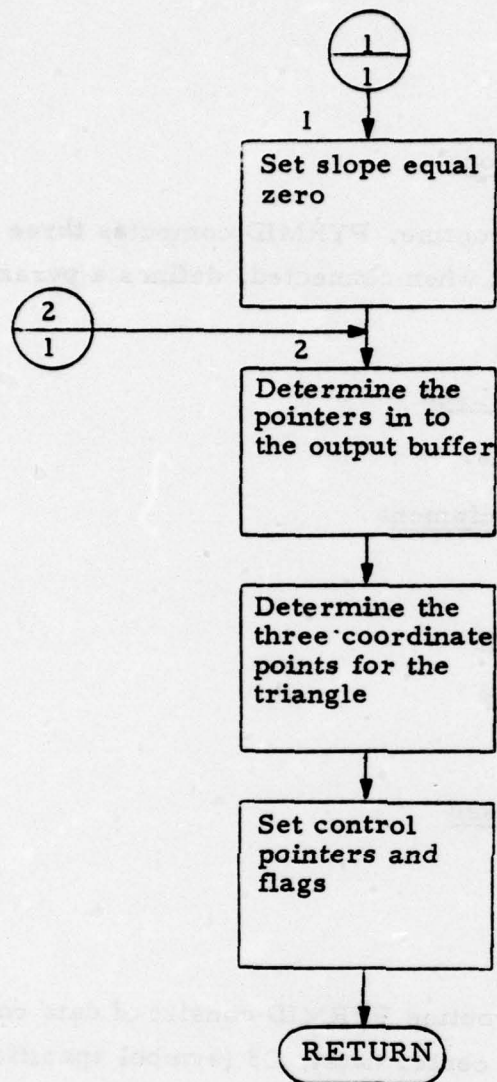 1
1
1
Set slope equal
zero
2
1
2
Determine the
pointers in to
the output buffer
Determine the
three coordinate
points for the
triangle
Set control
pointers and
flags
RETURN